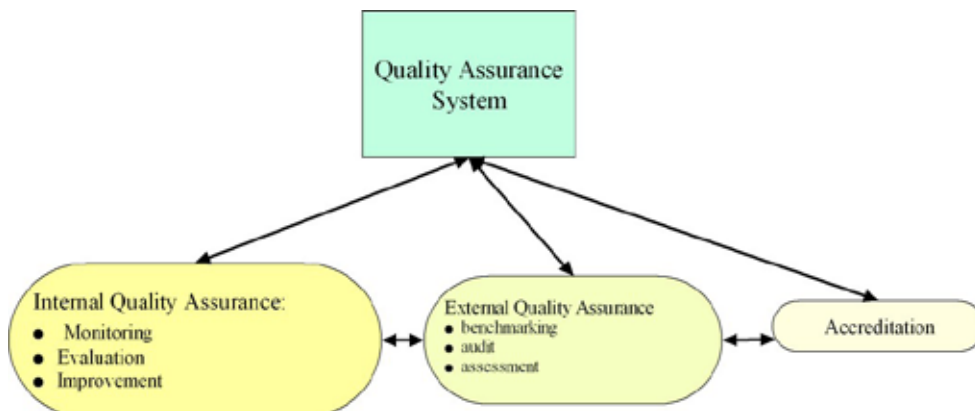 Quality Assurance
System
Internal Quality Assurance:
● Monitoring
● Evaluation
● Improvement
External Quality Assurance
● benchmarking
● audit
● assessment
Accreditation